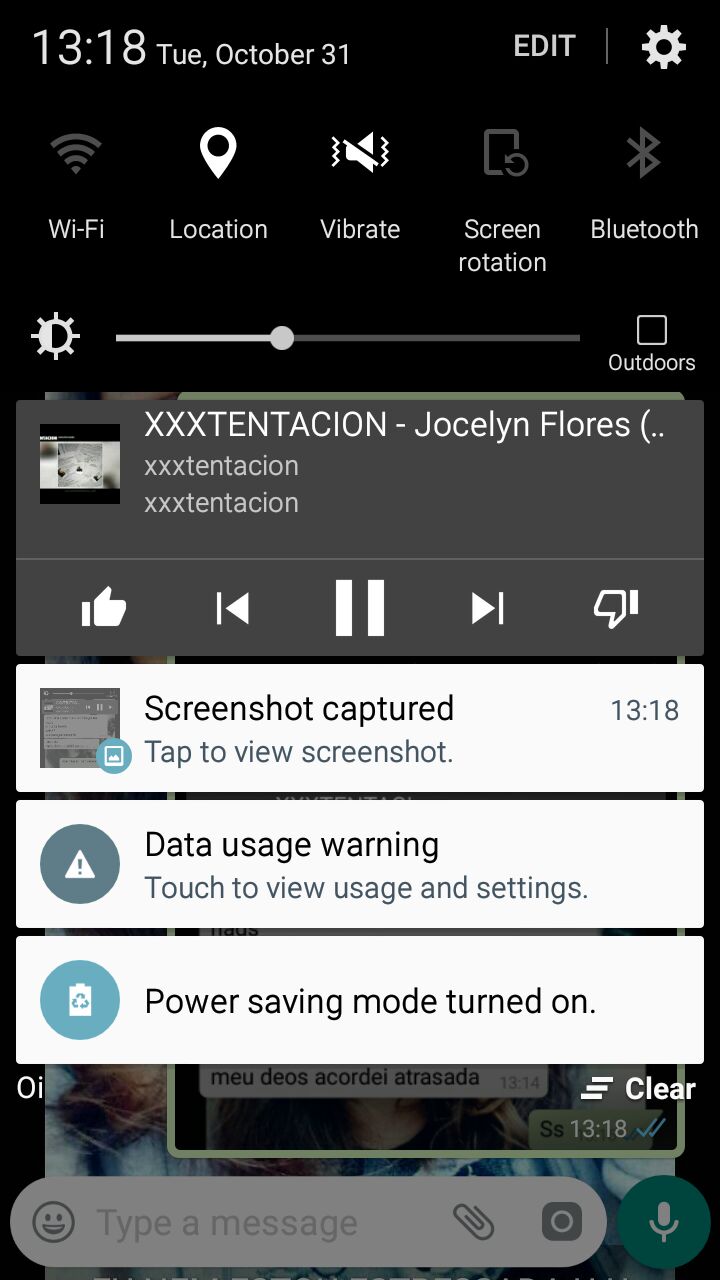 13:18 Tue, October 31 EDIT
Wi-Fi Location Vibrate Screen rotation Bluetooth
Outdoors
XXXTENTACION - Jocelyn Flores (..
xxxtentacion
xxxtentacion
Screenshot captured 13:18
Tap to view screenshot.
Data usage warning
Touch to view usage and settings.
Power saving mode turned on.
meu deos acordei atrasada 13:14
Oi Clear
Ss 13:18
Type a message